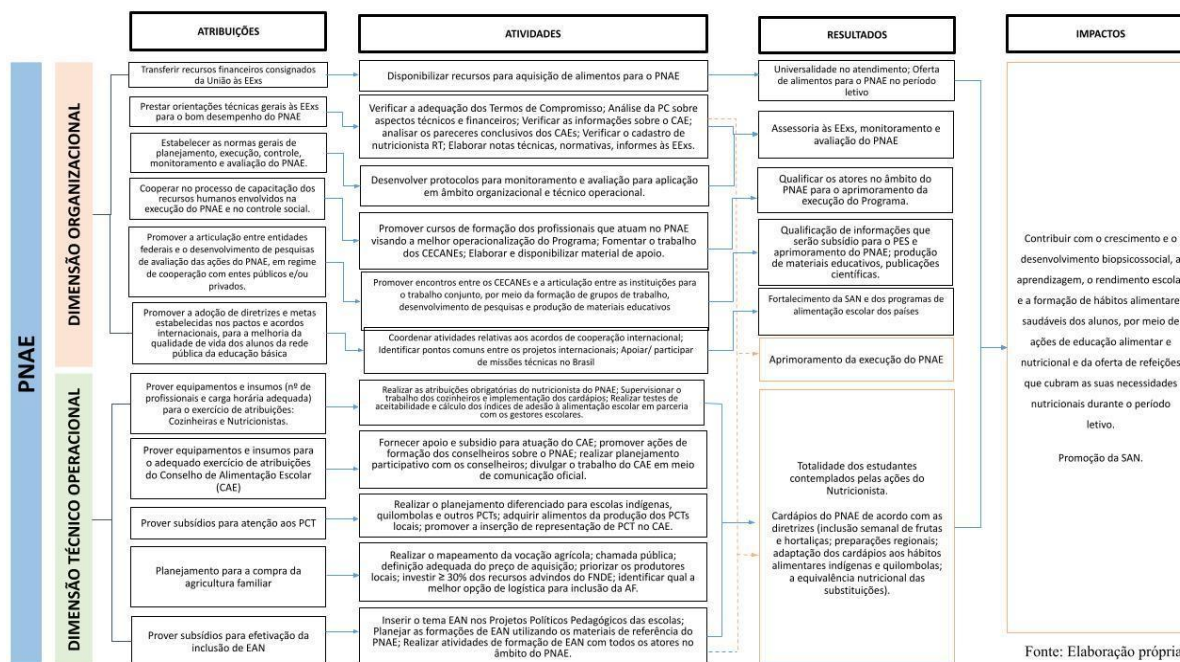 ATRIBUIÇÕES
ATIVIDADES
RESULTADOS
IMPACTOS
PNAE
DIMENSÃO ORGANIZACIONAL
Transferir recursos financeiros consignados
da União às EExs
Disponibilizar recursos para aquisição de alimentos para o PNAE
Universalidade no atendimento; Oferta
de alimentos para o PNAE no período
letivo
Prestar orientações técnicas gerais às EExs
para o bom desempenho do PNAE
Verificar a adequação dos Termos de Compromisso; Análise da PC sobre
aspectos técnicos e financeiros; Verificar as informações sobre o CAE;
analisar os pareceres conclusivos dos CAEs; Verificar o cadastro de
nutricionista RT; Elaborar notas técnicas, normativas, informes às EExs.
Assessoria às EExs, monitoramento e
avaliação do PNAE
Estabelecer as normas gerais de
planejamento, execução, controle,
monitoramento e avaliação do PNAE.
Desenvolver protocolos para monitoramento e avaliação para aplicação
em âmbito organizacional e técnico operacional.
Qualificar os atores no âmbito do
PNAE para o aprimoramento da
execução do Programa.
Cooperar no processo de capacitação dos
recursos humanos envolvidos na
execução do PNAE e no controle social.
Promover cursos de formação dos profissionais que atuam no PNAE
visando a melhor operacionalização do Programa; Fomentar o trabalho
dos CECANEs; Elaborar e disponibilizar material de apoio.
Qualificação de informações que
serão subsídio para o PES e
aprimoramento do PNAE; produção
de materiais educativos, publicações
científicas.
Promover a articulação entre entidades
federais e o desenvolvimento de pesquisas
de avaliação das ações do PNAE, em regime
de cooperação com entes públicos e/ou
privados.
Promover encontros entre os CECANEs e a articulação entre as instituições para
o trabalho conjunto, por meio da formação de grupos de trabalho,
desenvolvimento de pesquisas e produção de materiais educativos
Fortalecimento da SAN e dos programas de
alimentação escolar dos países
Promover a adoção de diretrizes e metas
estabelecidas nos pactos e acordos
internacionais, para a melhoria da
qualidade de vida dos alunos da rede
pública da educação básica
Coordenar atividades relativas aos acordos de cooperação internacional;
Identificar pontos comuns entre os projetos internacionais; Apoiar/ participar
de missões técnicas no Brasil
Aprimoramento da execução do PNAE
DIMENSÃO TÉCNICO OPERACIONAL
Prover equipamentos e insumos (nº de
profissionais e carga horária adequada)
para o exercício de atribuições:
Cozinheiras e Nutricionistas.
Realizar as atribuições obrigatórias do nutricionista do PNAE; Supervisionar o
trabalho dos cozinheiros e implementação dos cardápios; Realizar testes de
aceitabilidade e cálculo dos índices de adesão à alimentação escolar em parceria
com os gestores escolares.
Prover equipamentos e insumos para
o adequado exercício de atribuições
do Conselho de Alimentação Escolar
(CAE)
Fornecer apoio e subsidio para atuação do CAE; promover ações de
formação dos conselheiros sobre o PNAE; realizar planejamento
participativo com os conselheiros; divulgar o trabalho do CAE em meio
de comunicação oficial.
Prover subsídios para atenção aos PCT
Realizar o planejamento diferenciado para escolas indígenas,
quilombolas e outros PCTs; adquirir alimentos da produção dos PCTs
locais; promover a inserção de representação de PCT no CAE.
Planejamento para a compra da
agricultura familiar
Realizar o mapeamento da vocação agrícola; chamada pública;
definição adequada do preço de aquisição; priorizar os produtores
locais; investir ≥ 30% dos recursos advindos do FNDE; identificar qual a
melhor opção de logística para inclusão da AF.
Prover subsídios para efetivação da
inclusão de EAN
Inserir o tema EAN nos Projetos Políticos Pedagógicos das escolas;
Planejar as formações de EAN utilizando os materiais de referência do
PNAE; Realizar atividades de formação de EAN com todos os atores no
âmbito do PNAE.
Totalidade dos estudantes
contemplados pelas ações do
Nutricionista.
Cardápios do PNAE de acordo com as
diretrizes (inclusão semanal de frutas
e hortaliças; preparações regionais;
adaptação dos cardápios aos hábitos
alimentares indígenas e quilombolas;
a equivalência nutricional das
substituições).
Contribuir com o crescimento e o
desenvolvimento biopsicossocial, a
aprendizagem, o rendimento escola
e a formação de hábitos alimentare
saudáveis dos alunos, por meio de
ações de educação alimentar e
nutricional e da oferta de refeições
que cubram as suas necessidades
nutricionais durante o período
letivo.
Promoção da SAN.
Fonte: Elaboração própria